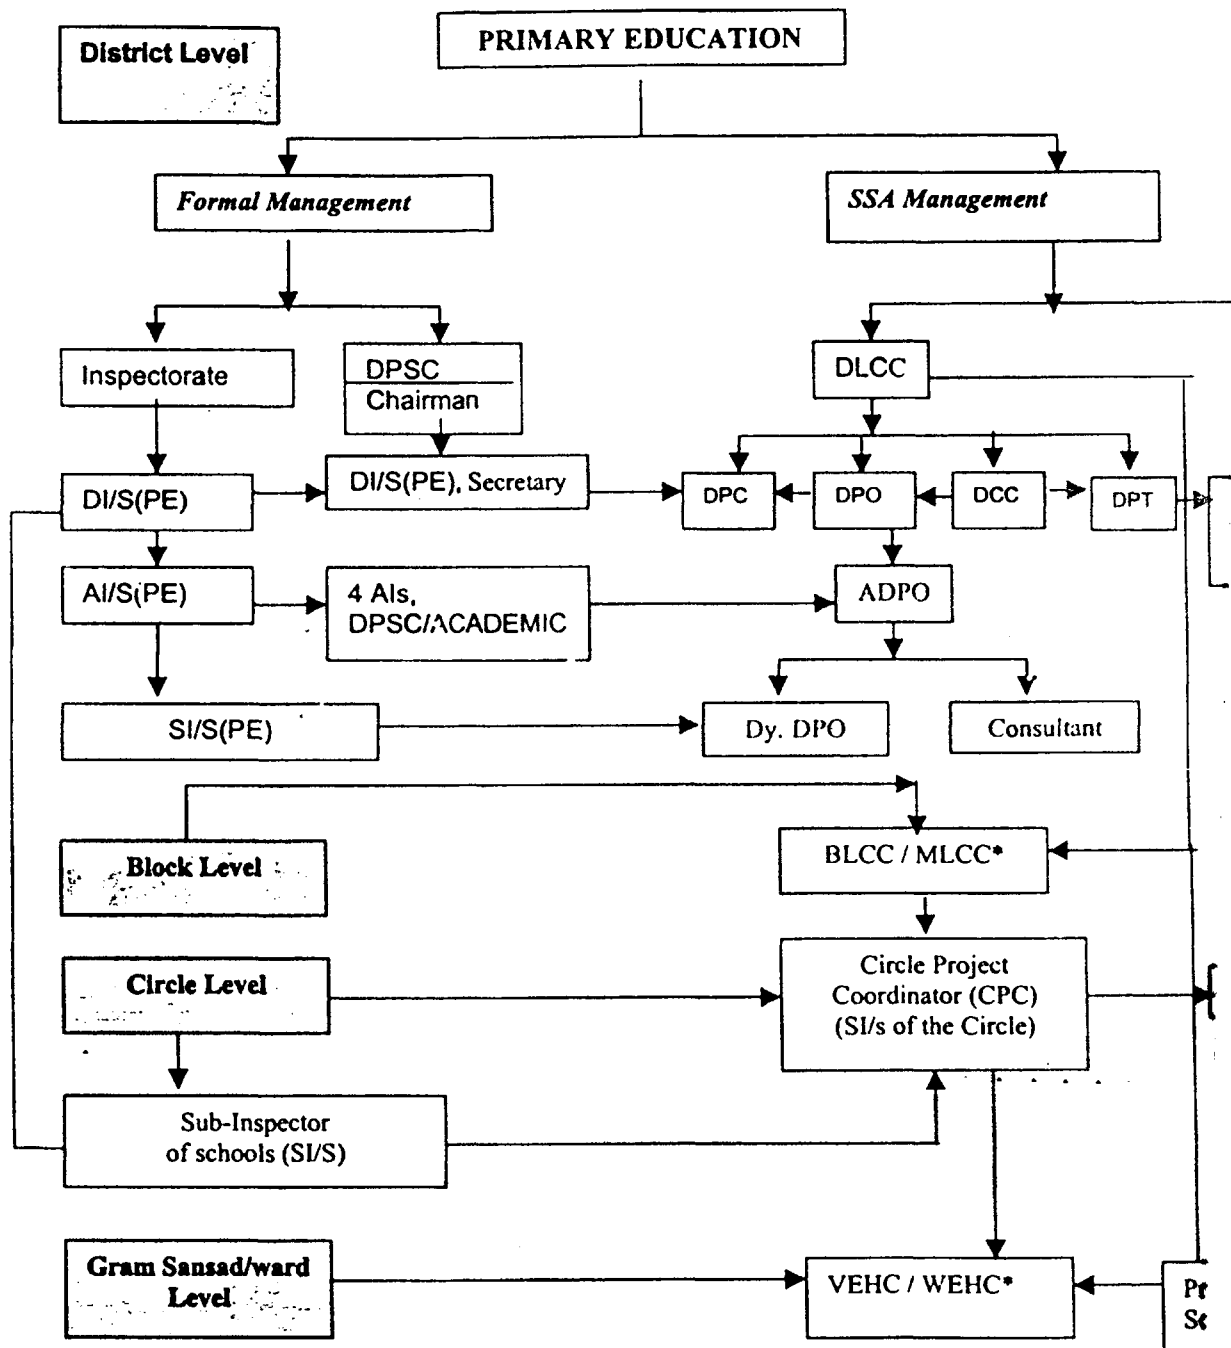 District Level
PRIMARY EDUCATION
Formal Management
SSA Management
Inspectorate
DPSC
Chairman
DLCC
DI/S(PE)
DI/S(PE), Secretary
DPC
DPO
DCC
DPT
AI/S(PE)
4 AIs,
DPSC/ACADEMIC
ADPO
SI/S(PE)
Dy. DPO
Consultant
Block Level
BLCC / MLCC*
Circle Level
Circle Project
Coordinator (CPC)
(SI/s of the Circle)
Sub-Inspector
of schools (SI/S)
Gram Sansad/ward
Level
VEHC / WEHC*